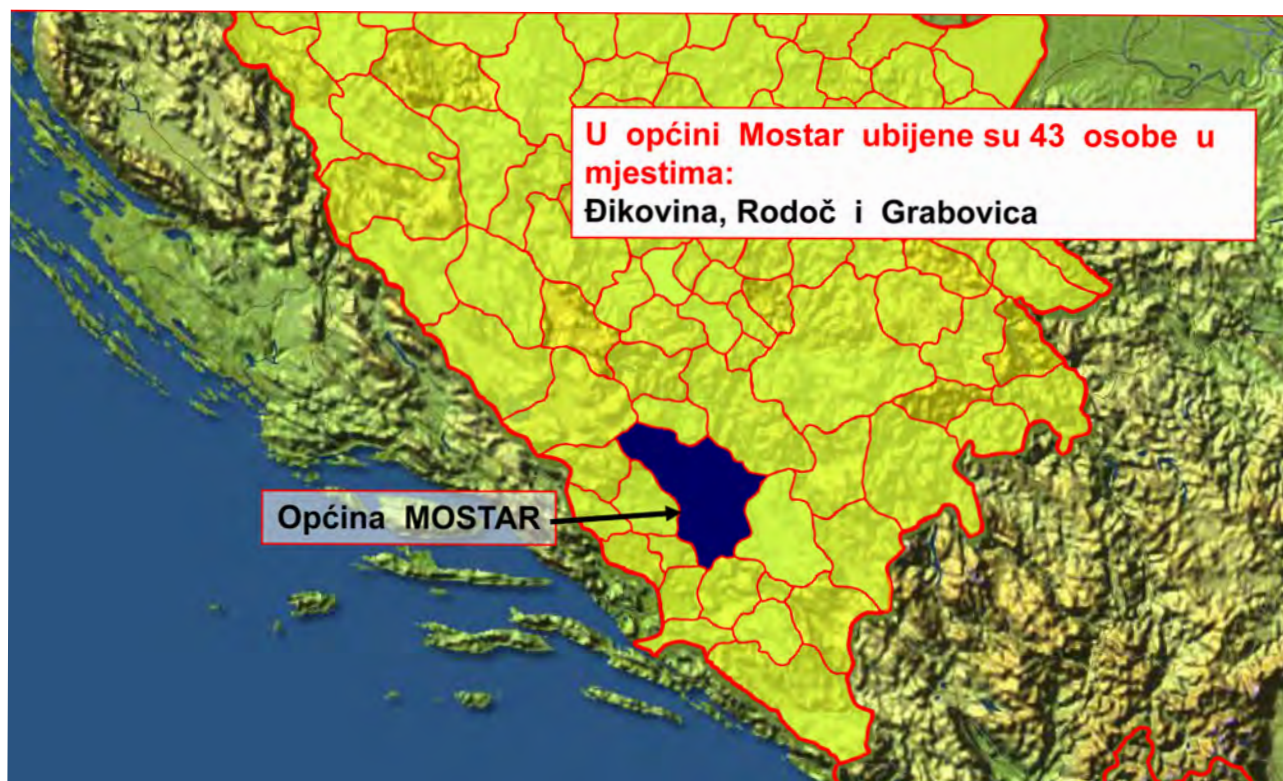 U općini Mostar ubijene su 43 osobe u
mjestima:
Đikovina, Rodoč i Grabovica
Općina MOSTAR